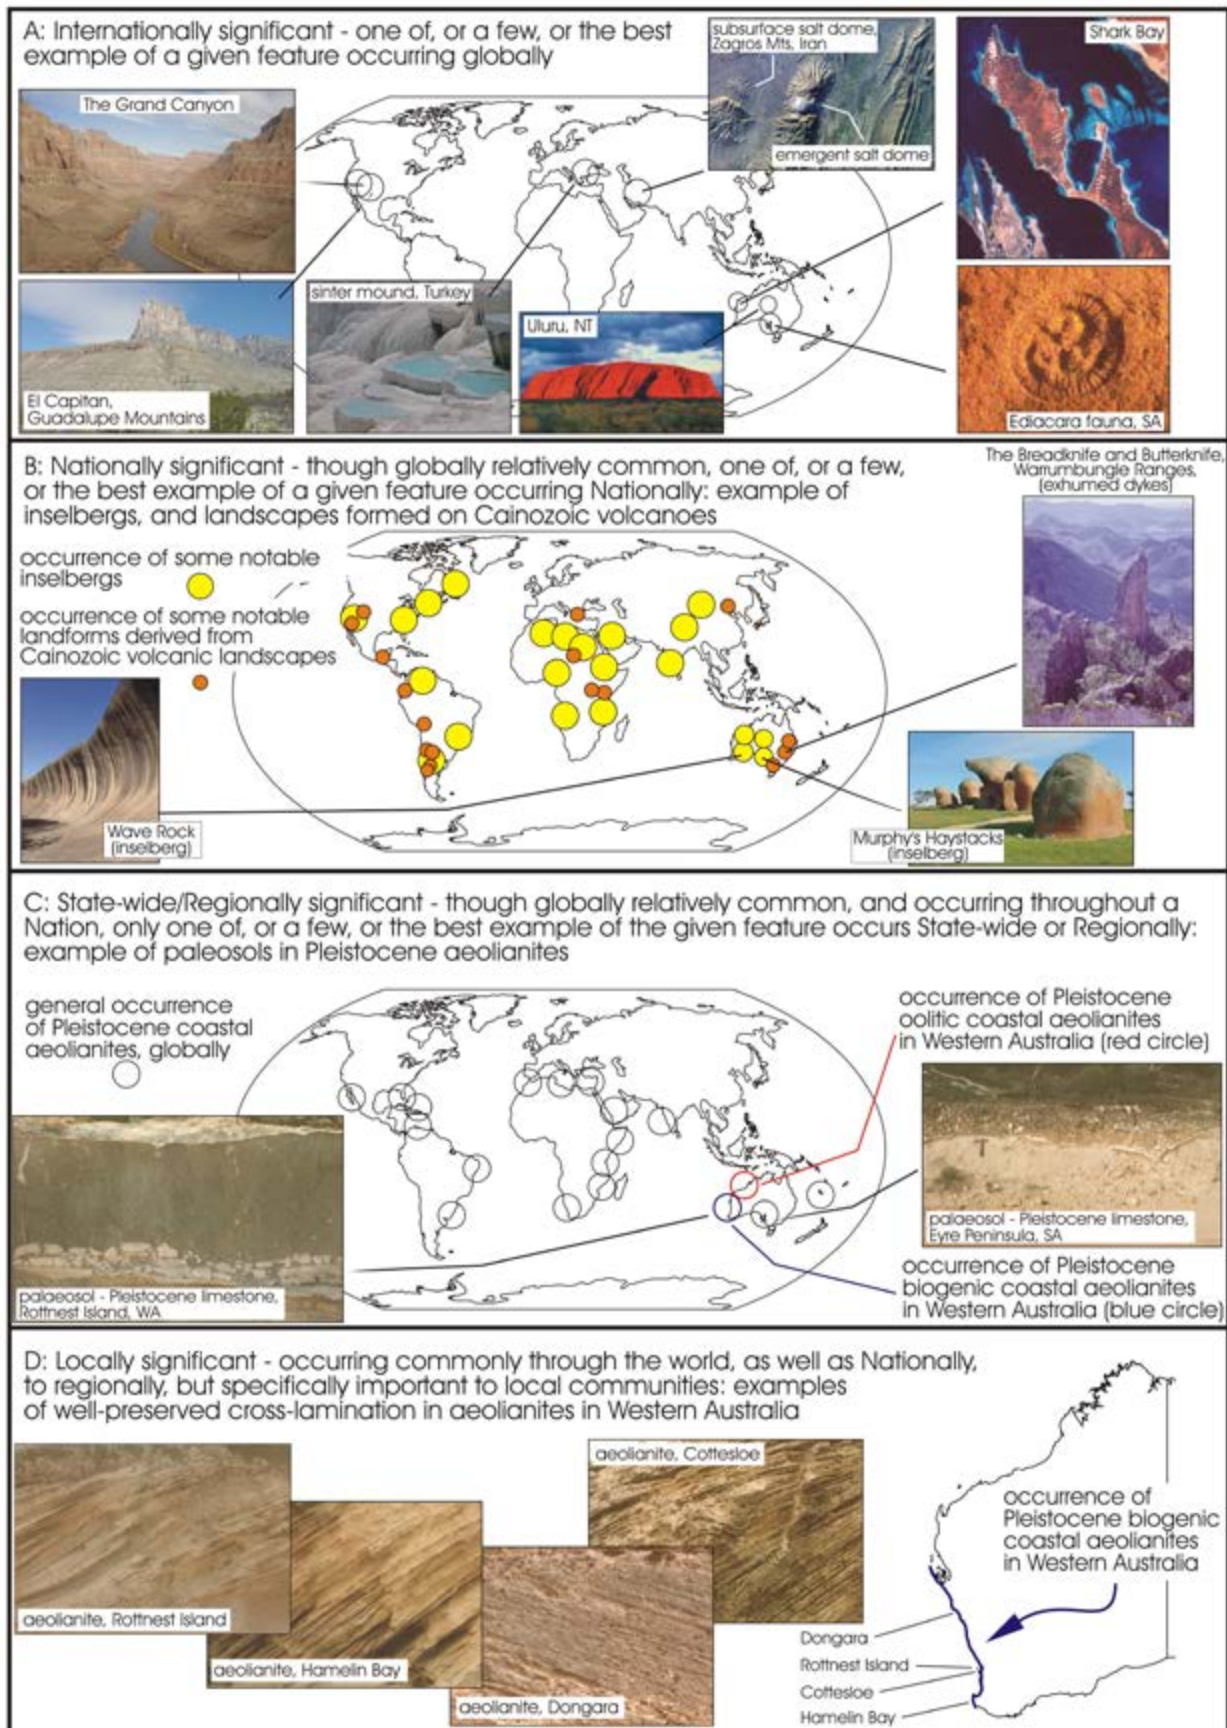 A: Internationally significant - one of, or a few, or the best
example of a given feature occurring globally
The Grand Canyon
subsurface salt dome,
Zagros Mts, Iran
emergent salt dome
Shark Bay
El Capitan,
Guadalupe Mountains
sinter mound, Turkey
Uluru, NT
Ediacara fauna, SA
B: Nationally significant - though globally relatively common, one of, or a few,
or the best example of a given feature occurring Nationally: example of
inselbergs, and landscapes formed on Cainozoic volcanoes
The Breadknife and Butterknife,
Warrumbungle Ranges,
(exhumed dykes)
occurrence of some notable
inselbergs
occurrence of some notable
landforms derived from
Cainozoic volcanic landscapes
Wave Rock
(inselberg)
Murphy's Haystacks
(inselberg)
C: State-wide/Regionally significant - though globally relatively common, and occurring throughout a
Nation, only one of, or a few, or the best example of the given feature occurs State-wide or Regionally:
example of paleosols in Pleistocene aeolianites
general occurrence
of Pleistocene coastal
aeolianites, globally
occurrence of Pleistocene
oolitic coastal aeolianites
in Western Australia (red circle)
palaeosol - Pleistocene limestone,
Rottnest Island, WA
palaeosol - Pleistocene limestone,
Eyre Peninsula, SA
occurrence of Pleistocene
biogenic coastal aeolianites
in Western Australia (blue circle)
D: Locally significant - occurring commonly through the world, as well as Nationally,
to regionally, but specifically important to local communities: examples
of well-preserved cross-lamination in aeolianites in Western Australia
aeolianite, Rottnest Island
aeolianite, Hamelin Bay
aeolianite, Dongara
aeolianite, Cottesloe
occurrence of
Pleistocene biogenic
coastal aeolianites
in Western Australia
Dongara
Rottnest Island
Cottesloe
Hamelin Bay